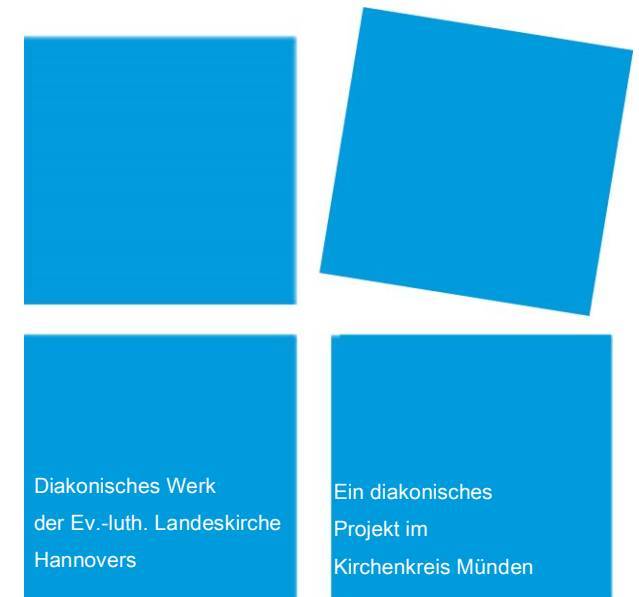 Diakonisches Werk
der Ev.-luth. Landeskirche
Hannovers
Ein diakonisches
Projekt im
Kirchenkreis Münden